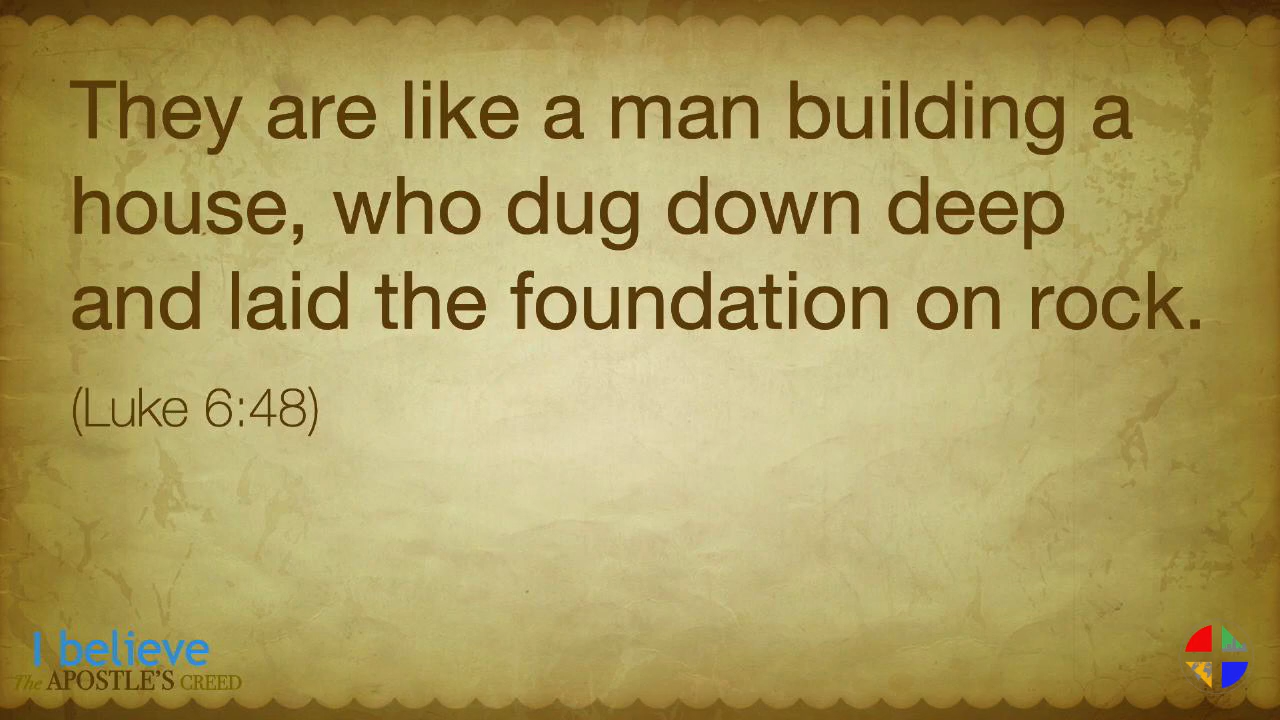 They are like a man building a
house, who dug down deep
and laid the foundation on rock.
(Luke 6:48)
I believe
The APOSTLE'S CREED